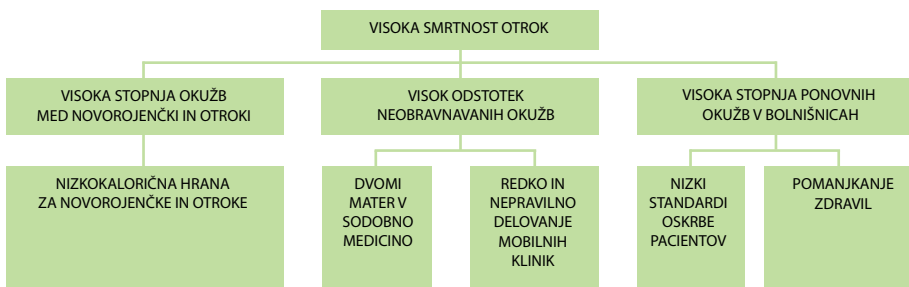 VISOKA SMRTNOST OTROK
VISOKA STOPNJA OKUŽB
MED NOVOROJENČKI IN OTROKI
VISOK ODSTOTEK
NEOBRAVNAVANIH OKUŽB
VISOKA STOPNJA PONOVNIH
OKUŽB V BOLNIŠNICAH
NIZKOKALORIČNA HRANA
ZA NOVOROJENČKE IN OTROKE
DVOMI
MATER V
SODOBNO
MEDICINO
REDKO IN
NEPRAVILNO
DELOVANJE
MOBILNIH
KLINIK
NIZKI
STANDARDI
OSKRBE
PACIENTOV
POMANJKANJE
ZDRAVIL